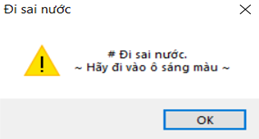 Đi sai nước
# Đi sai nước.
~ Hãy đi vào ô sáng màu ~
OK